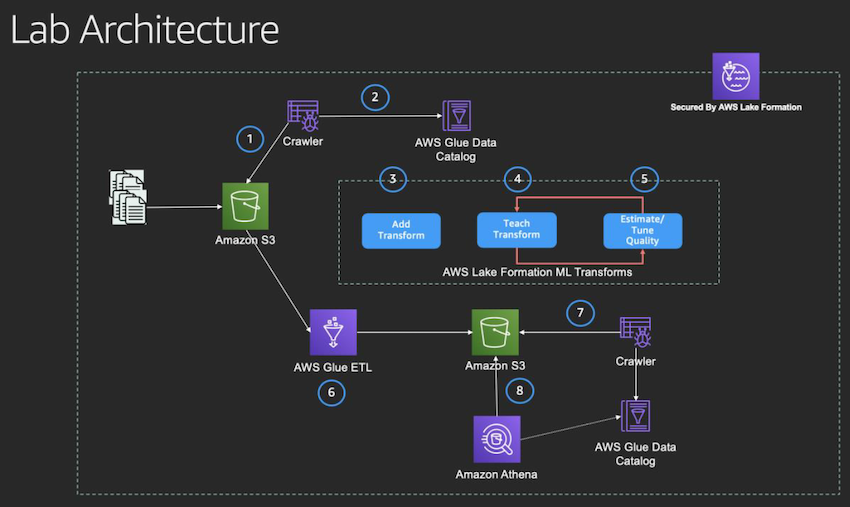 Lab Architecture
Secured By AWS Lake Formation
2
1
Crawler
AWS Glue Data
Catalog
3
4
5
Amazon S3
Add
Transform
Teach
Transform
Estimate/
Tune
Quality
AWS Lake Formation ML Transforms
7
AWS Glue ETL
Amazon S3
Crawler
6
8
AWS Glue Data
Catalog
Amazon Athena